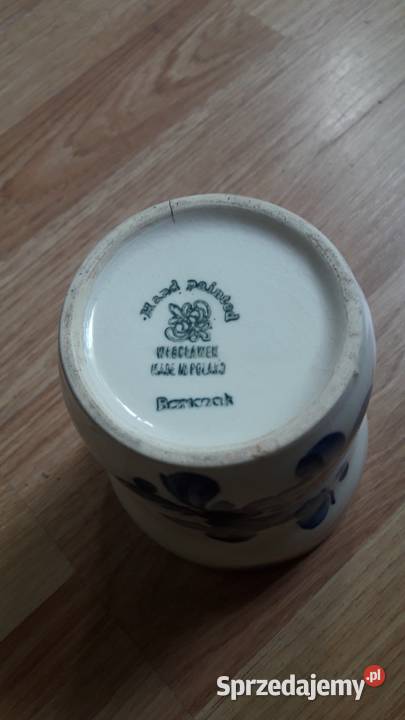 Hand Painted
WŁOCŁAWEK
MADE IN POLAND
Sprzedajemy.pl